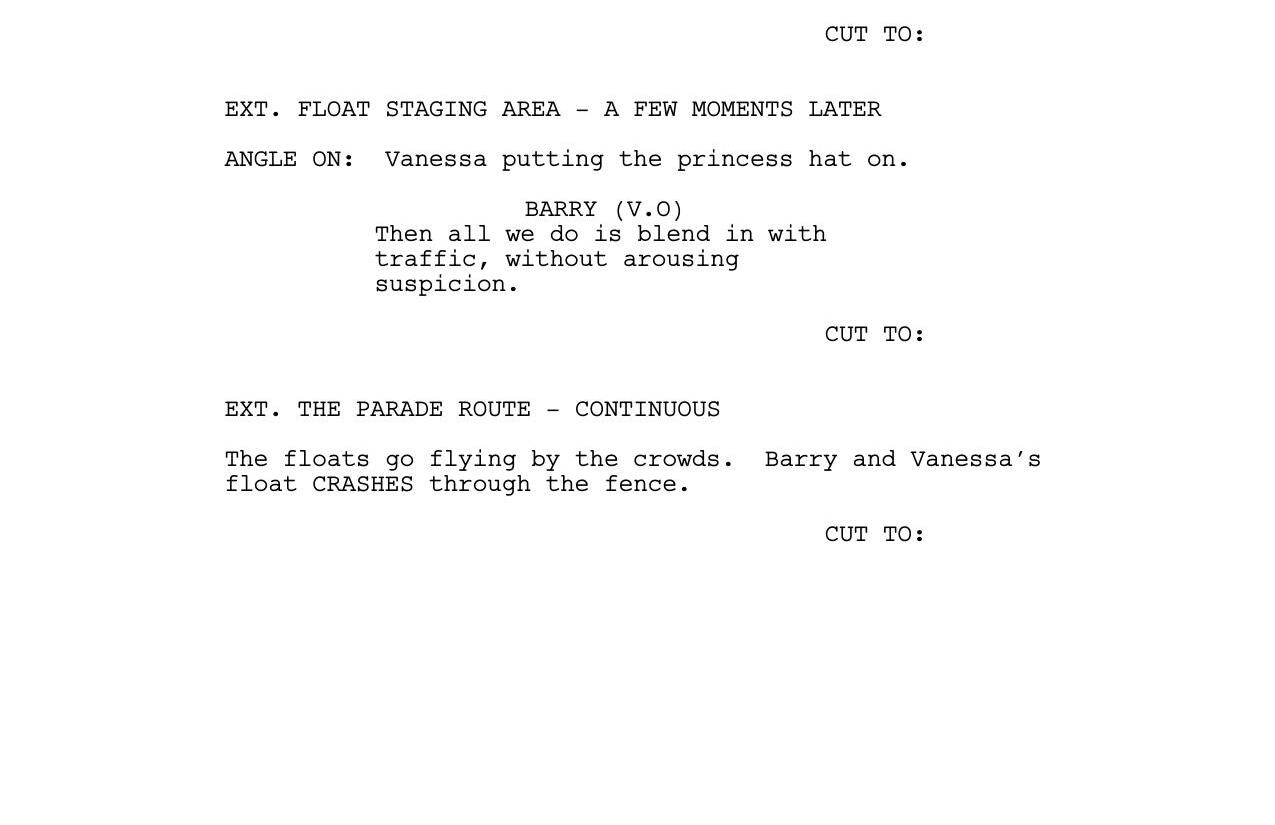 CUT TO:
EXT. FLOAT STAGING AREA – A FEW MOMENTS LATER
ANGLE ON:  Vanessa putting the princess hat on.
BARRY (V.O)
Then all we do is blend in with
traffic, without arousing
suspicion.
CUT TO:
EXT. THE PARADE ROUTE – CONTINUOUS
The floats go flying by the crowds.  Barry and Vanessa’s
float CRASHES through the fence.
CUT TO: